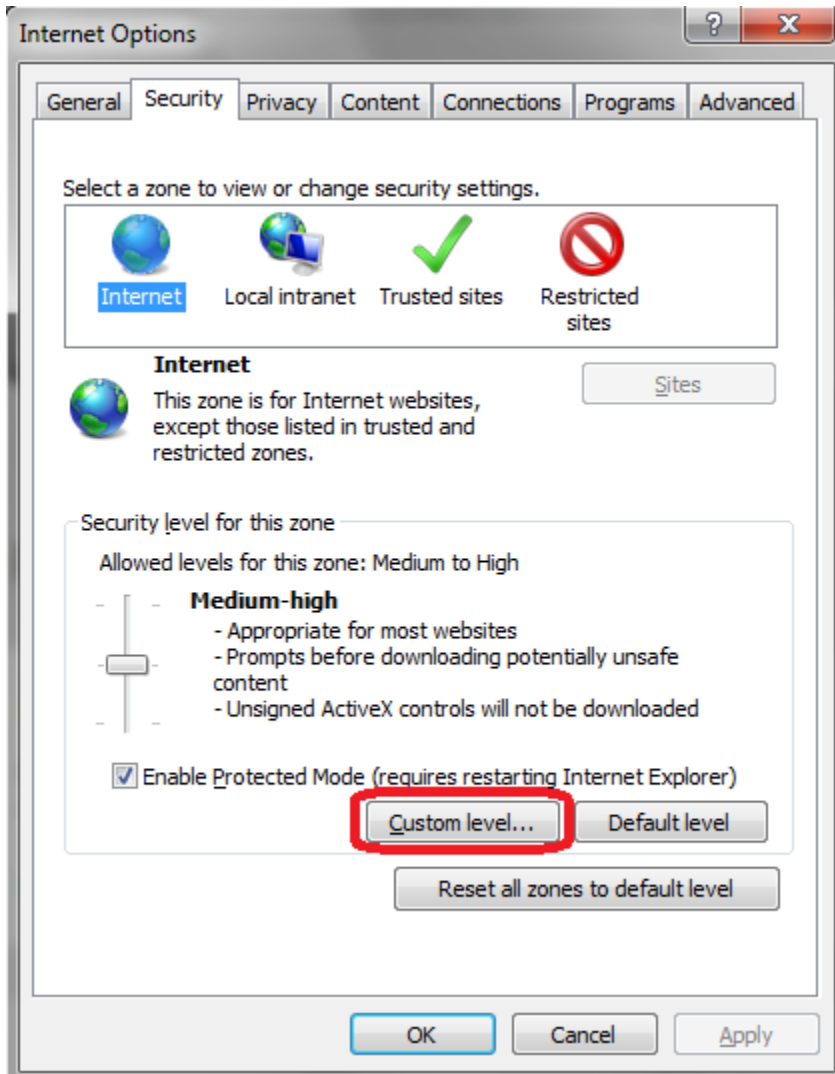 Internet Options
General Security Privacy Content Connections Programs Advanced
Select a zone to view or change security settings.
Internet Local intranet Trusted sites Restricted
sites
Internet
This zone is for Internet websites,
except those listed in trusted and
restricted zones.
Sites
Security level for this zone
Allowed levels for this zone: Medium to High
Medium-high
- Appropriate for most websites
- Prompts before downloading potentially unsafe
content
- Unsigned ActiveX controls will not be downloaded
Enable Protected Mode (requires restarting Internet Explorer)
Custom level... Default level
Reset all zones to default level
OK Cancel Apply